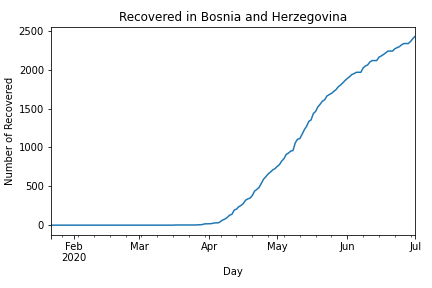 Recovered in Bosnia and Herzegovina
Number of Recovered
2500
2000
1500
1000
500
0
Feb
2020
Mar
Apr
May
Jun
Jul
Day